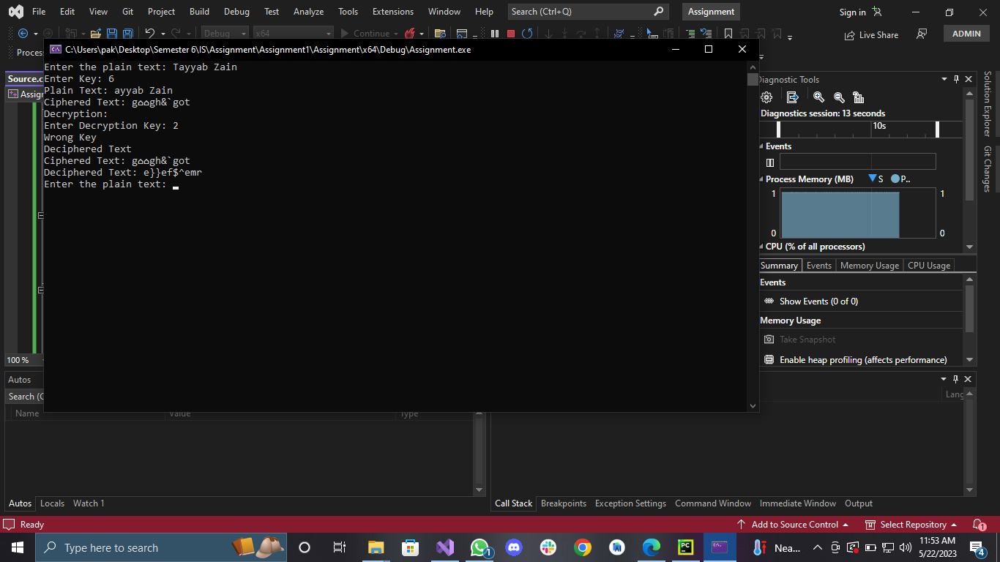 File Edit View Git Project Build Debug Test Analyze Tools Extensions Window Help Search (Ctrl+Q) Assignment Sign in
Debug x64 Continue Live Share ADMIN
Proces
C:\Users\pak\Desktop\Semester 6\IS\Assignment\Assignment1\Assignment\x64\Debug\Assignment.exe
Source.c
Assign
Enter the plain text: Tayyab Zain
Enter Key: 6
Plain Text: ayyab Zain
Ciphered Text: g⌂⌂gh&`got
Decryption:
Enter Decryption Key: 2
Wrong Key
Deciphered Text
Ciphered Text: g⌂⌂gh&`got
Deciphered Text: e}}ef$^emr
Enter the plain text:
100 %
Diagnostic Tools
Diagnostics session: 13 seconds
10s
Events
Process Memory (MB) S P..
1 1
0 0
CPU (% of all processors)
Summary Events Memory Usage CPU Usage
Events
Show Events (0 of 0)
Memory Usage
Take Snapshot
Enable heap profiling (affects performance)
Solution Explorer
Git Changes
Autos
Search (C
Name Value Type
Lang
Autos Locals Watch 1
Call Stack Breakpoints Exception Settings Command Window Immediate Window Output
Ready Add to Source Control Select Repository 1
Type here to search 1 PC Nea... 11:53 AM
5/22/2023 4